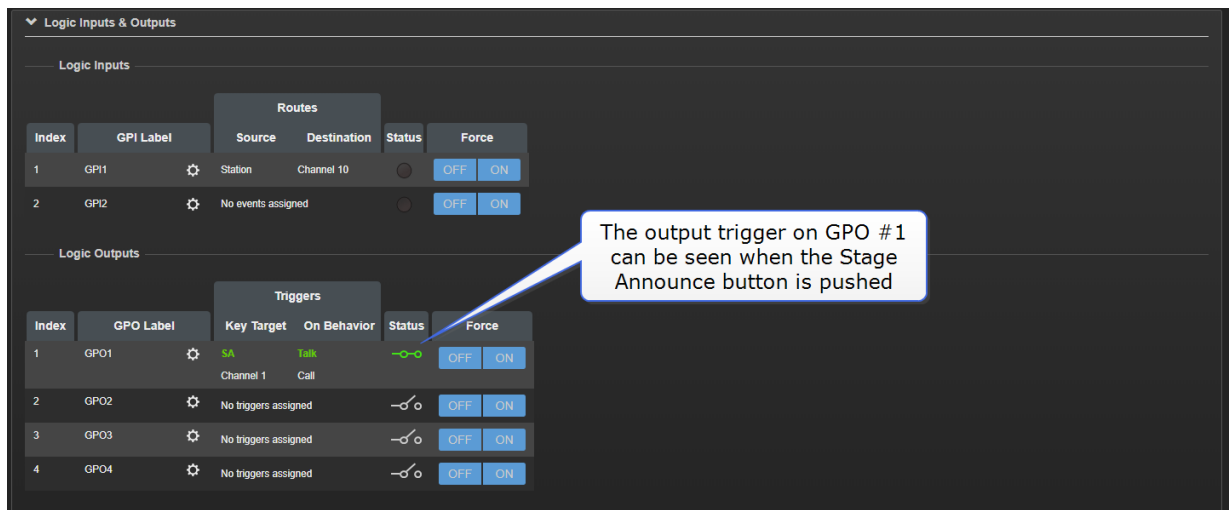 Logic Inputs & Outputs
Logic Inputs
Routes
Index GPI Label Source Destination Status Force
1 GPI1 Station Channel 10 OFF ON
2 GPI2 No events assigned OFF ON
The output trigger on GPO #1
can be seen when the Stage
Announce button is pushed
Logic Outputs
Triggers
Index GPO Label Key Target On Behavior Status Force
1 GPO1 SA Talk OFF ON
Channel 1 Call
2 GPO2 No triggers assigned OFF ON
3 GPO3 No triggers assigned OFF ON
4 GPO4 No triggers assigned OFF ON